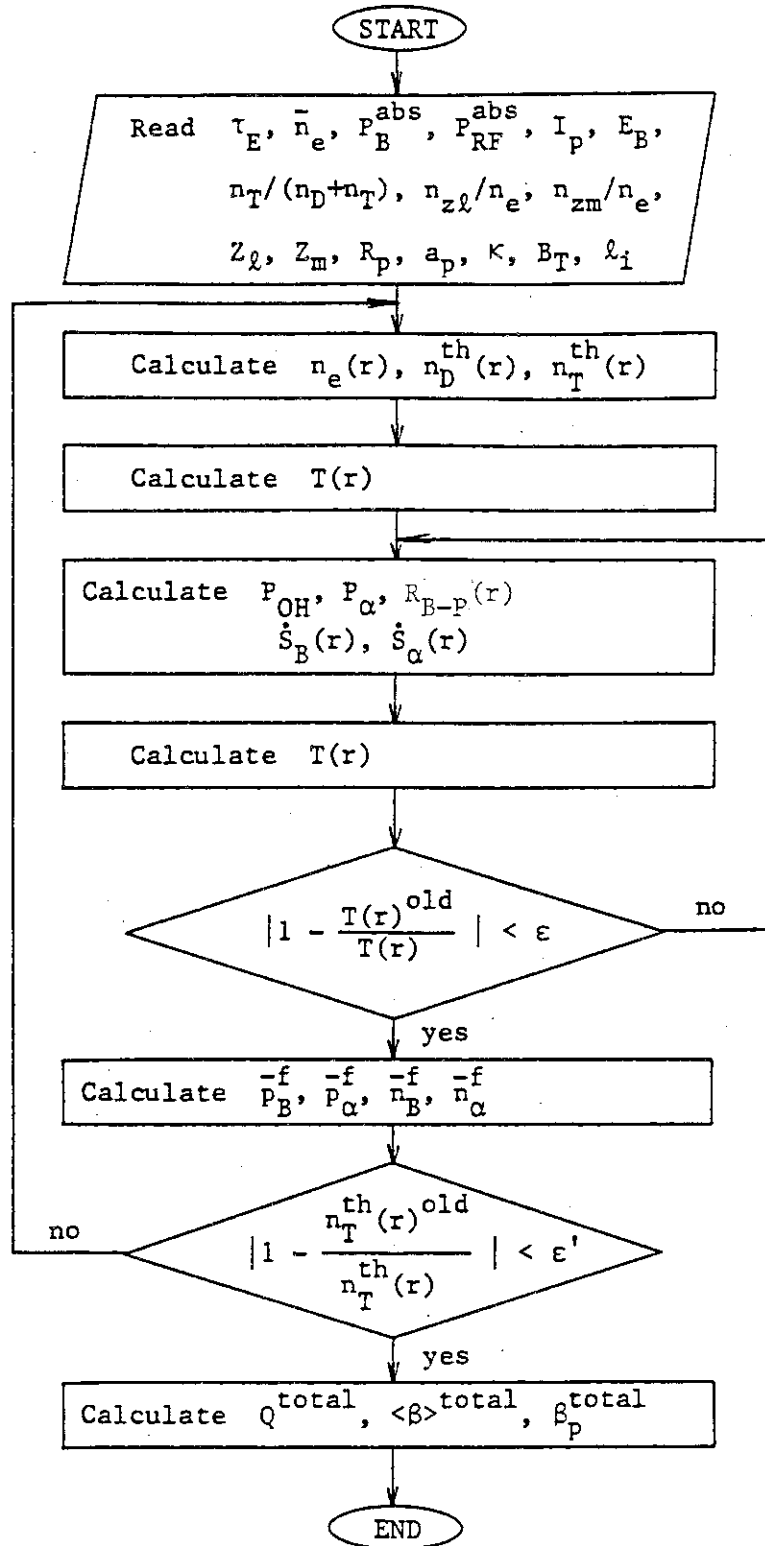 START
Read τ_E, n̄_e, P_B^abs, P_RF^abs, I_p, E_B,
n_T/(n_D+n_T), n_zℓ/n_e, n_zm/n_e,
Z_ℓ, Z_m, R_p, a_p, κ, B_T, ℓ_i
Calculate n_e(r), n_D^th(r), n_T^th(r)
Calculate T(r)
Calculate P_OH, P_α, R_B-P(r)
Ṡ_B(r), Ṡ_α(r)
Calculate T(r)
|1 - T(r)^old / T(r)| < ε
no
yes
Calculate p̄_B^f, p̄_α^f, n̄_B^f, n̄_α^f
no
|1 - n_T^th(r)^old / n_T^th(r)| < ε'
yes
Calculate Q^total, <β>^total, β_p^total
END